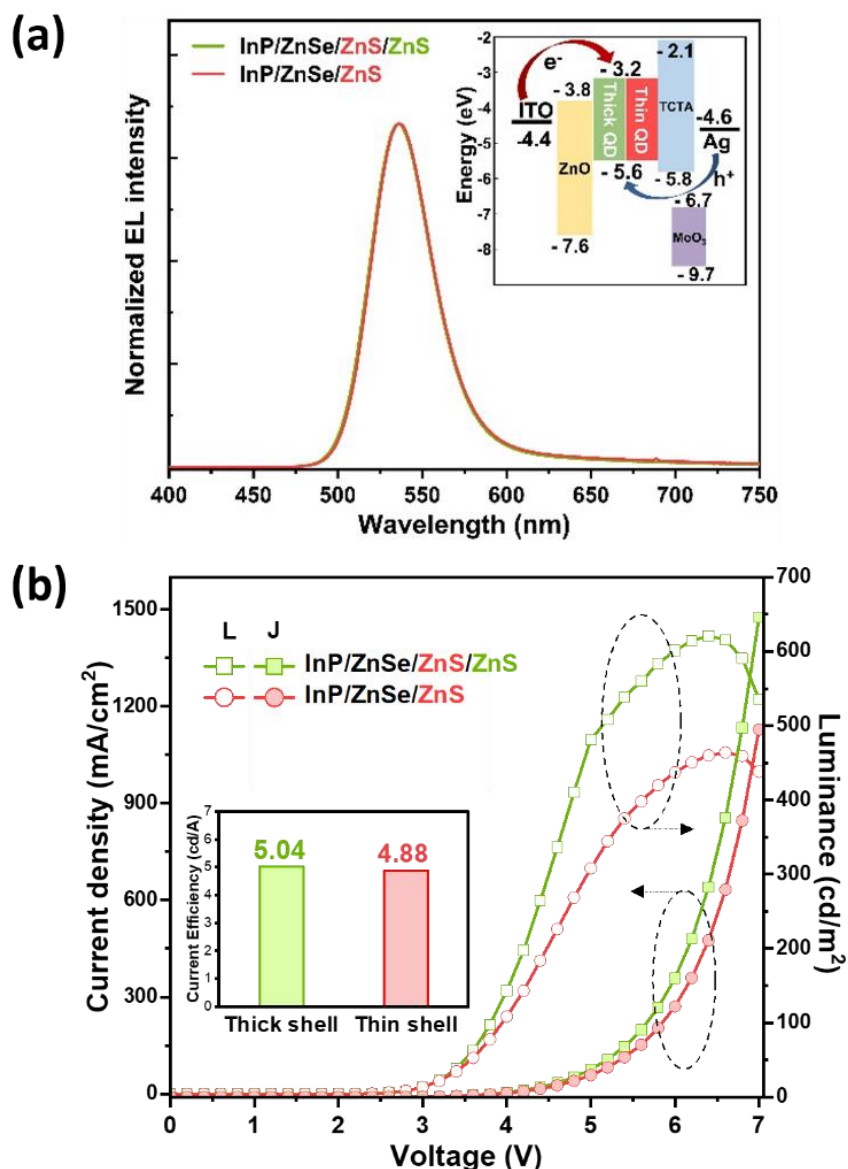 (a)
InP/ZnSe/ZnS/ZnS
InP/ZnSe/ZnS
Normalized EL intensity
400 450 500 550 600 650 700 750
Wavelength (nm)
Energy (eV)
-2
-3
-4
-5
-6
-7
-8
e-
ITO
-4.4
- 3.8
ZnO
- 7.6
- 3.2
Thick QD
Thin QD
- 5.6
- 2.1
TCTA
- 5.8
-4.6
Ag
h+
- 6.7
MoO3
- 9.7
(b)
Current density (mA/cm2)
1500
1200
900
600
300
0
L J
InP/ZnSe/ZnS/ZnS
InP/ZnSe/ZnS
Current Efficiency (cd/A)
7
6
5
4
3
2
1
0
5.04
4.88
Thick shell Thin shell
700
600
500
400
300
200
100
0
Luminance (cd/m2)
0 1 2 3 4 5 6 7
Voltage (V)